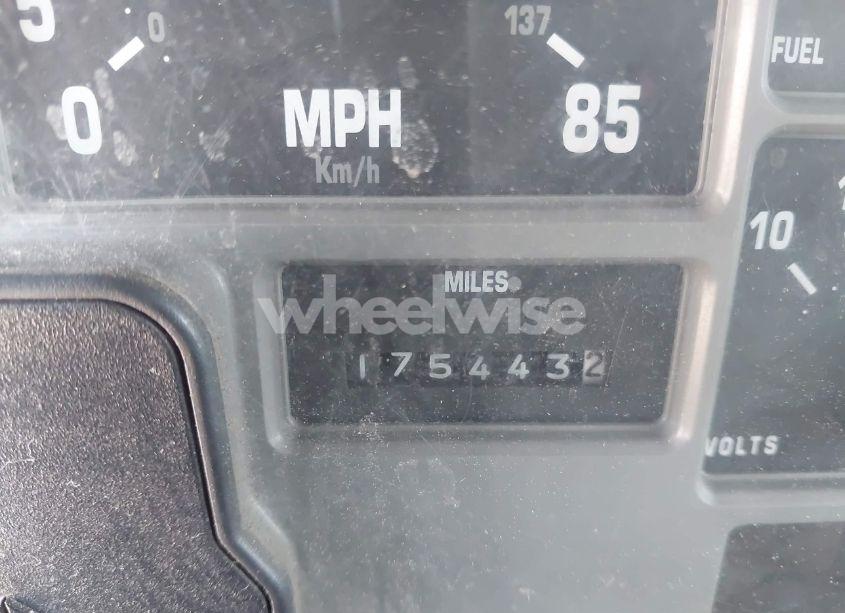 5
0
137
FUEL
0
MPH
85
Km/h
10
MILES
wheelwise
1754432
VOLTS